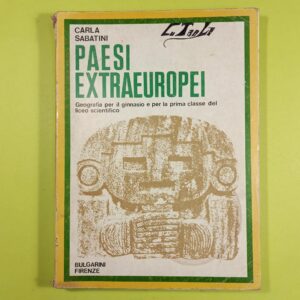 CARLA
SABATINI
PAESI
EXTRAEUROPEI
Geografia per il ginnasio e per la prima classe del
liceo scientifico
BULGARINI
FIRENZE